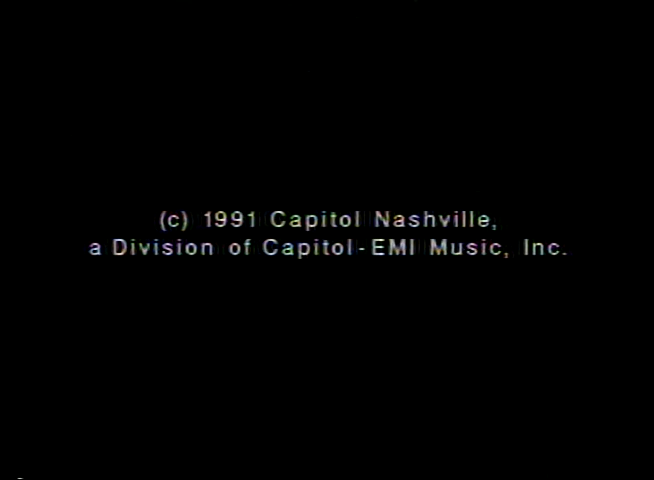 (c) 1991 Capitol Nashville,
a Division of Capitol-EMI Music, Inc.